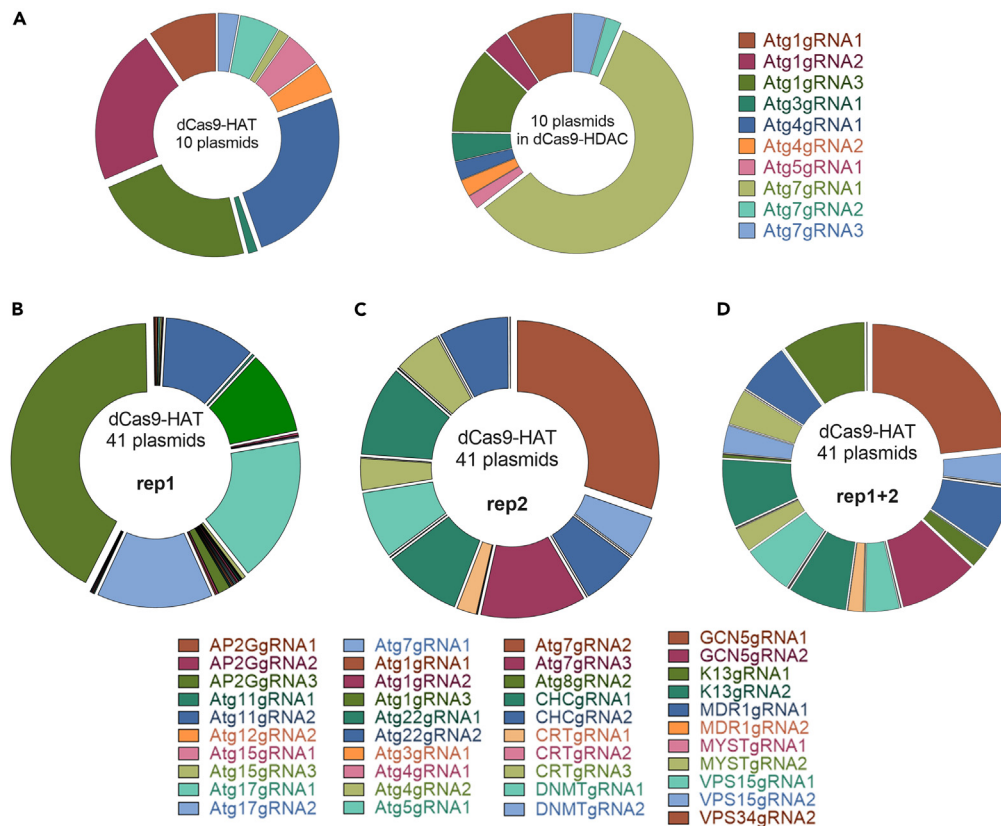 A
dCas9-HAT
10 plasmids
10 plasmids
in dCas9-HDAC
Atg1gRNA1
Atg1gRNA2
Atg1gRNA3
Atg3gRNA1
Atg4gRNA1
Atg4gRNA2
Atg5gRNA1
Atg7gRNA1
Atg7gRNA2
Atg7gRNA3
B
dCas9-HAT
41 plasmids
rep1
C
dCas9-HAT
41 plasmids
rep2
D
dCas9-HAT
41 plasmids
rep1+2
AP2GgRNA1
AP2GgRNA2
AP2GgRNA3
Atg11gRNA1
Atg11gRNA2
Atg12gRNA2
Atg15gRNA1
Atg15gRNA3
Atg17gRNA1
Atg17gRNA2
Atg7gRNA1
Atg1gRNA1
Atg1gRNA2
Atg1gRNA3
Atg22gRNA1
Atg22gRNA2
Atg3gRNA1
Atg4gRNA1
Atg4gRNA2
Atg5gRNA1
Atg7gRNA2
Atg7gRNA3
Atg8gRNA2
CHCgRNA1
CHCgRNA2
CRTgRNA1
CRTgRNA2
CRTgRNA3
DNMTgRNA1
DNMTgRNA2
GCN5gRNA1
GCN5gRNA2
K13gRNA1
K13gRNA2
MDR1gRNA1
MDR1gRNA2
MYSTgRNA1
MYSTgRNA2
VPS15gRNA1
VPS15gRNA2
VPS34gRNA2